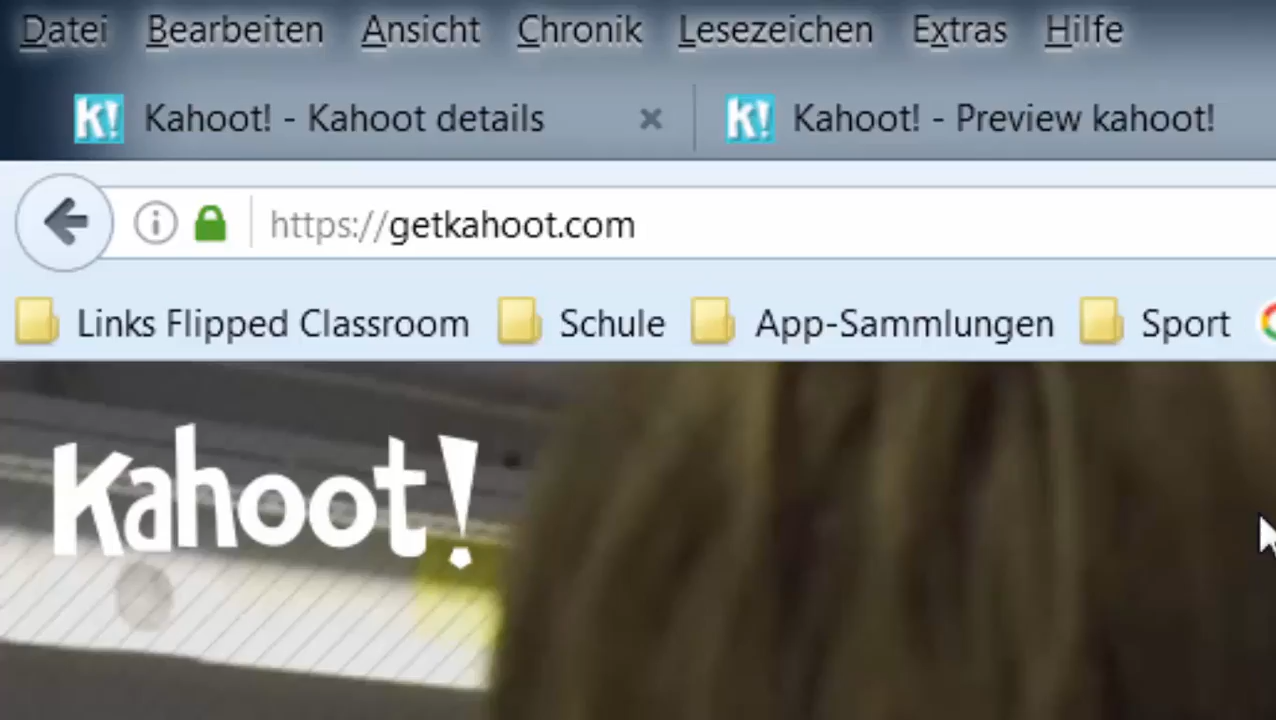 Datei Bearbeiten Ansicht Chronik Lesezeichen Extras Hilfe
k! Kahoot! - Kahoot details k! Kahoot! - Preview kahoot!
https://getkahoot.com
Links Flipped Classroom Schule App-Sammlungen Sport
Kahoot!